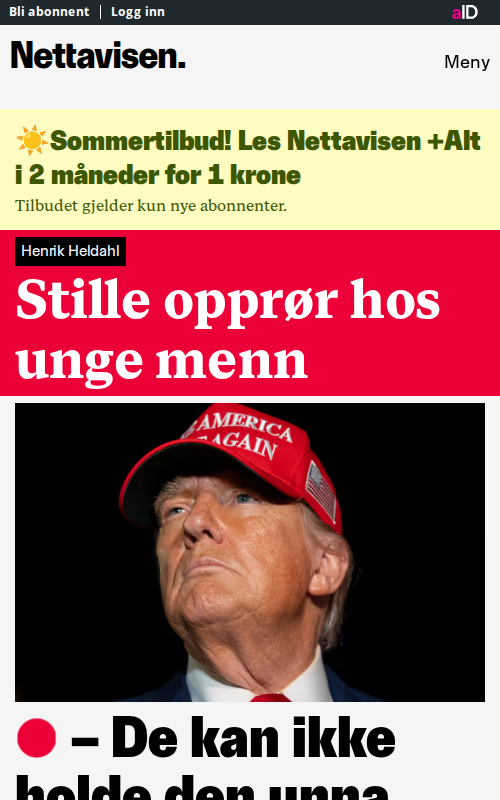 Bli abonnent
Logg inn
aID
Nettavisen.
Meny
Sommertilbud! Les Nettavisen +Alt
i 2 måneder for 1 krone
Tilbudet gjelder kun nye abonnenter.
Henrik Heldahl
Stille opprør hos
unge menn
AMERICA
AGAIN
– De kan ikke
holde den unna